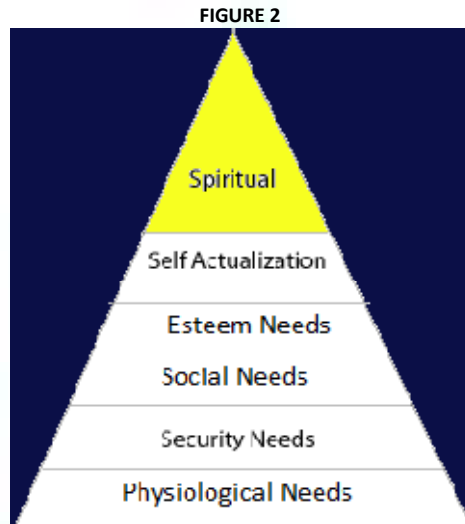 FIGURE 2
Spiritual
Self Actualization
Esteem Needs
Social Needs
Security Needs
Physiological Needs